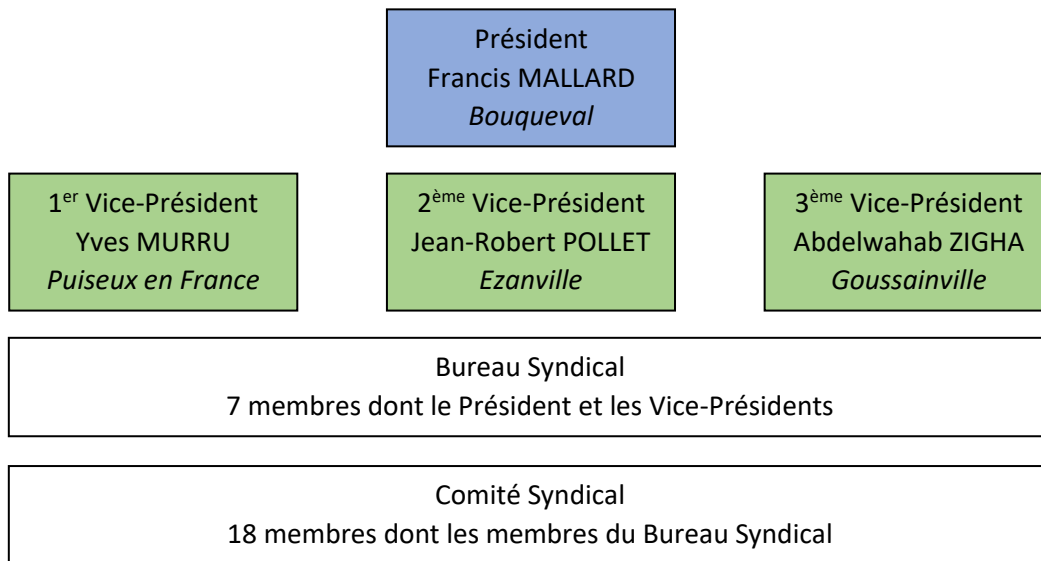 Président
Francis MALLARD
Bouqueval
1er Vice-Président
Yves MURRU
Puiseux en France
2ème Vice-Président
Jean-Robert POLLET
Ezanville
3ème Vice-Président
Abdelwahab ZIGHA
Goussainville
Bureau Syndical
7 membres dont le Président et les Vice-Présidents
Comité Syndical
18 membres dont les membres du Bureau Syndical